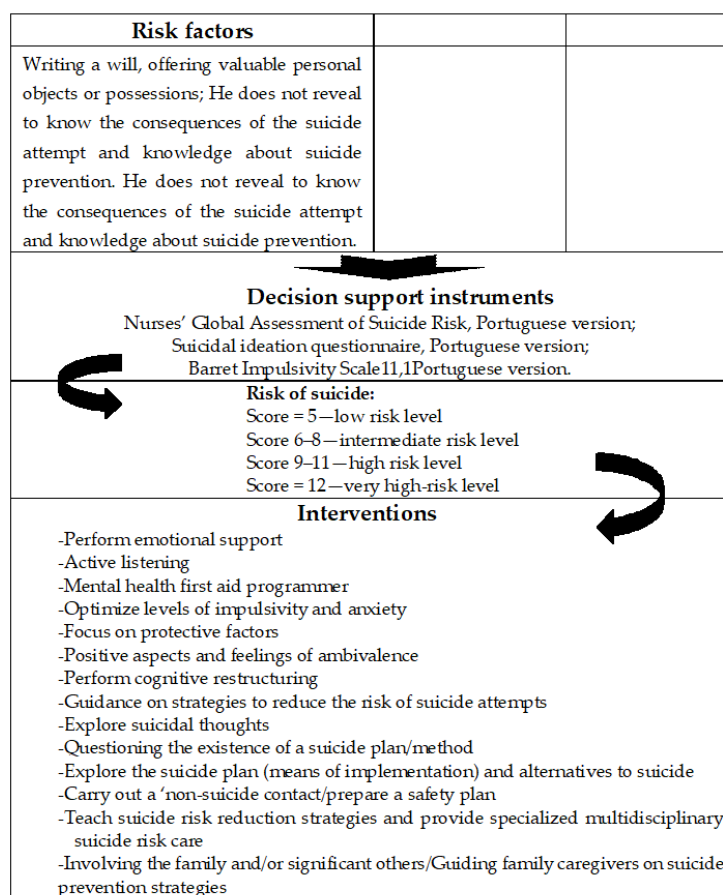 Risk factors
Writing a will, offering valuable personal
objects or possessions; He does not reveal
to know the consequences of the suicide
attempt and knowledge about suicide
prevention. He does not reveal to know
the consequences of the suicide attempt
and knowledge about suicide prevention.
Decision support instruments
Nurses’ Global Assessment of Suicide Risk, Portuguese version;
Suicidal ideation questionnaire, Portuguese version;
Barret Impulsivity Scale11,1Portuguese version.
Risk of suicide:
Score = 5—low risk level
Score 6–8—intermediate risk level
Score 9–11—high risk level
Score = 12—very high-risk level
Interventions
-Perform emotional support
-Active listening
-Mental health first aid programmer
-Optimize levels of impulsivity and anxiety
-Focus on protective factors
-Positive aspects and feelings of ambivalence
-Perform cognitive restructuring
-Guidance on strategies to reduce the risk of suicide attempts
-Explore suicidal thoughts
-Questioning the existence of a suicide plan/method
-Explore the suicide plan (means of implementation) and alternatives to suicide
-Carry out a ‘non-suicide contact/prepare a safety plan
-Teach suicide risk reduction strategies and provide specialized multidisciplinary
suicide risk care
-Involving the family and/or significant others/Guiding family caregivers on suicide
prevention strategies